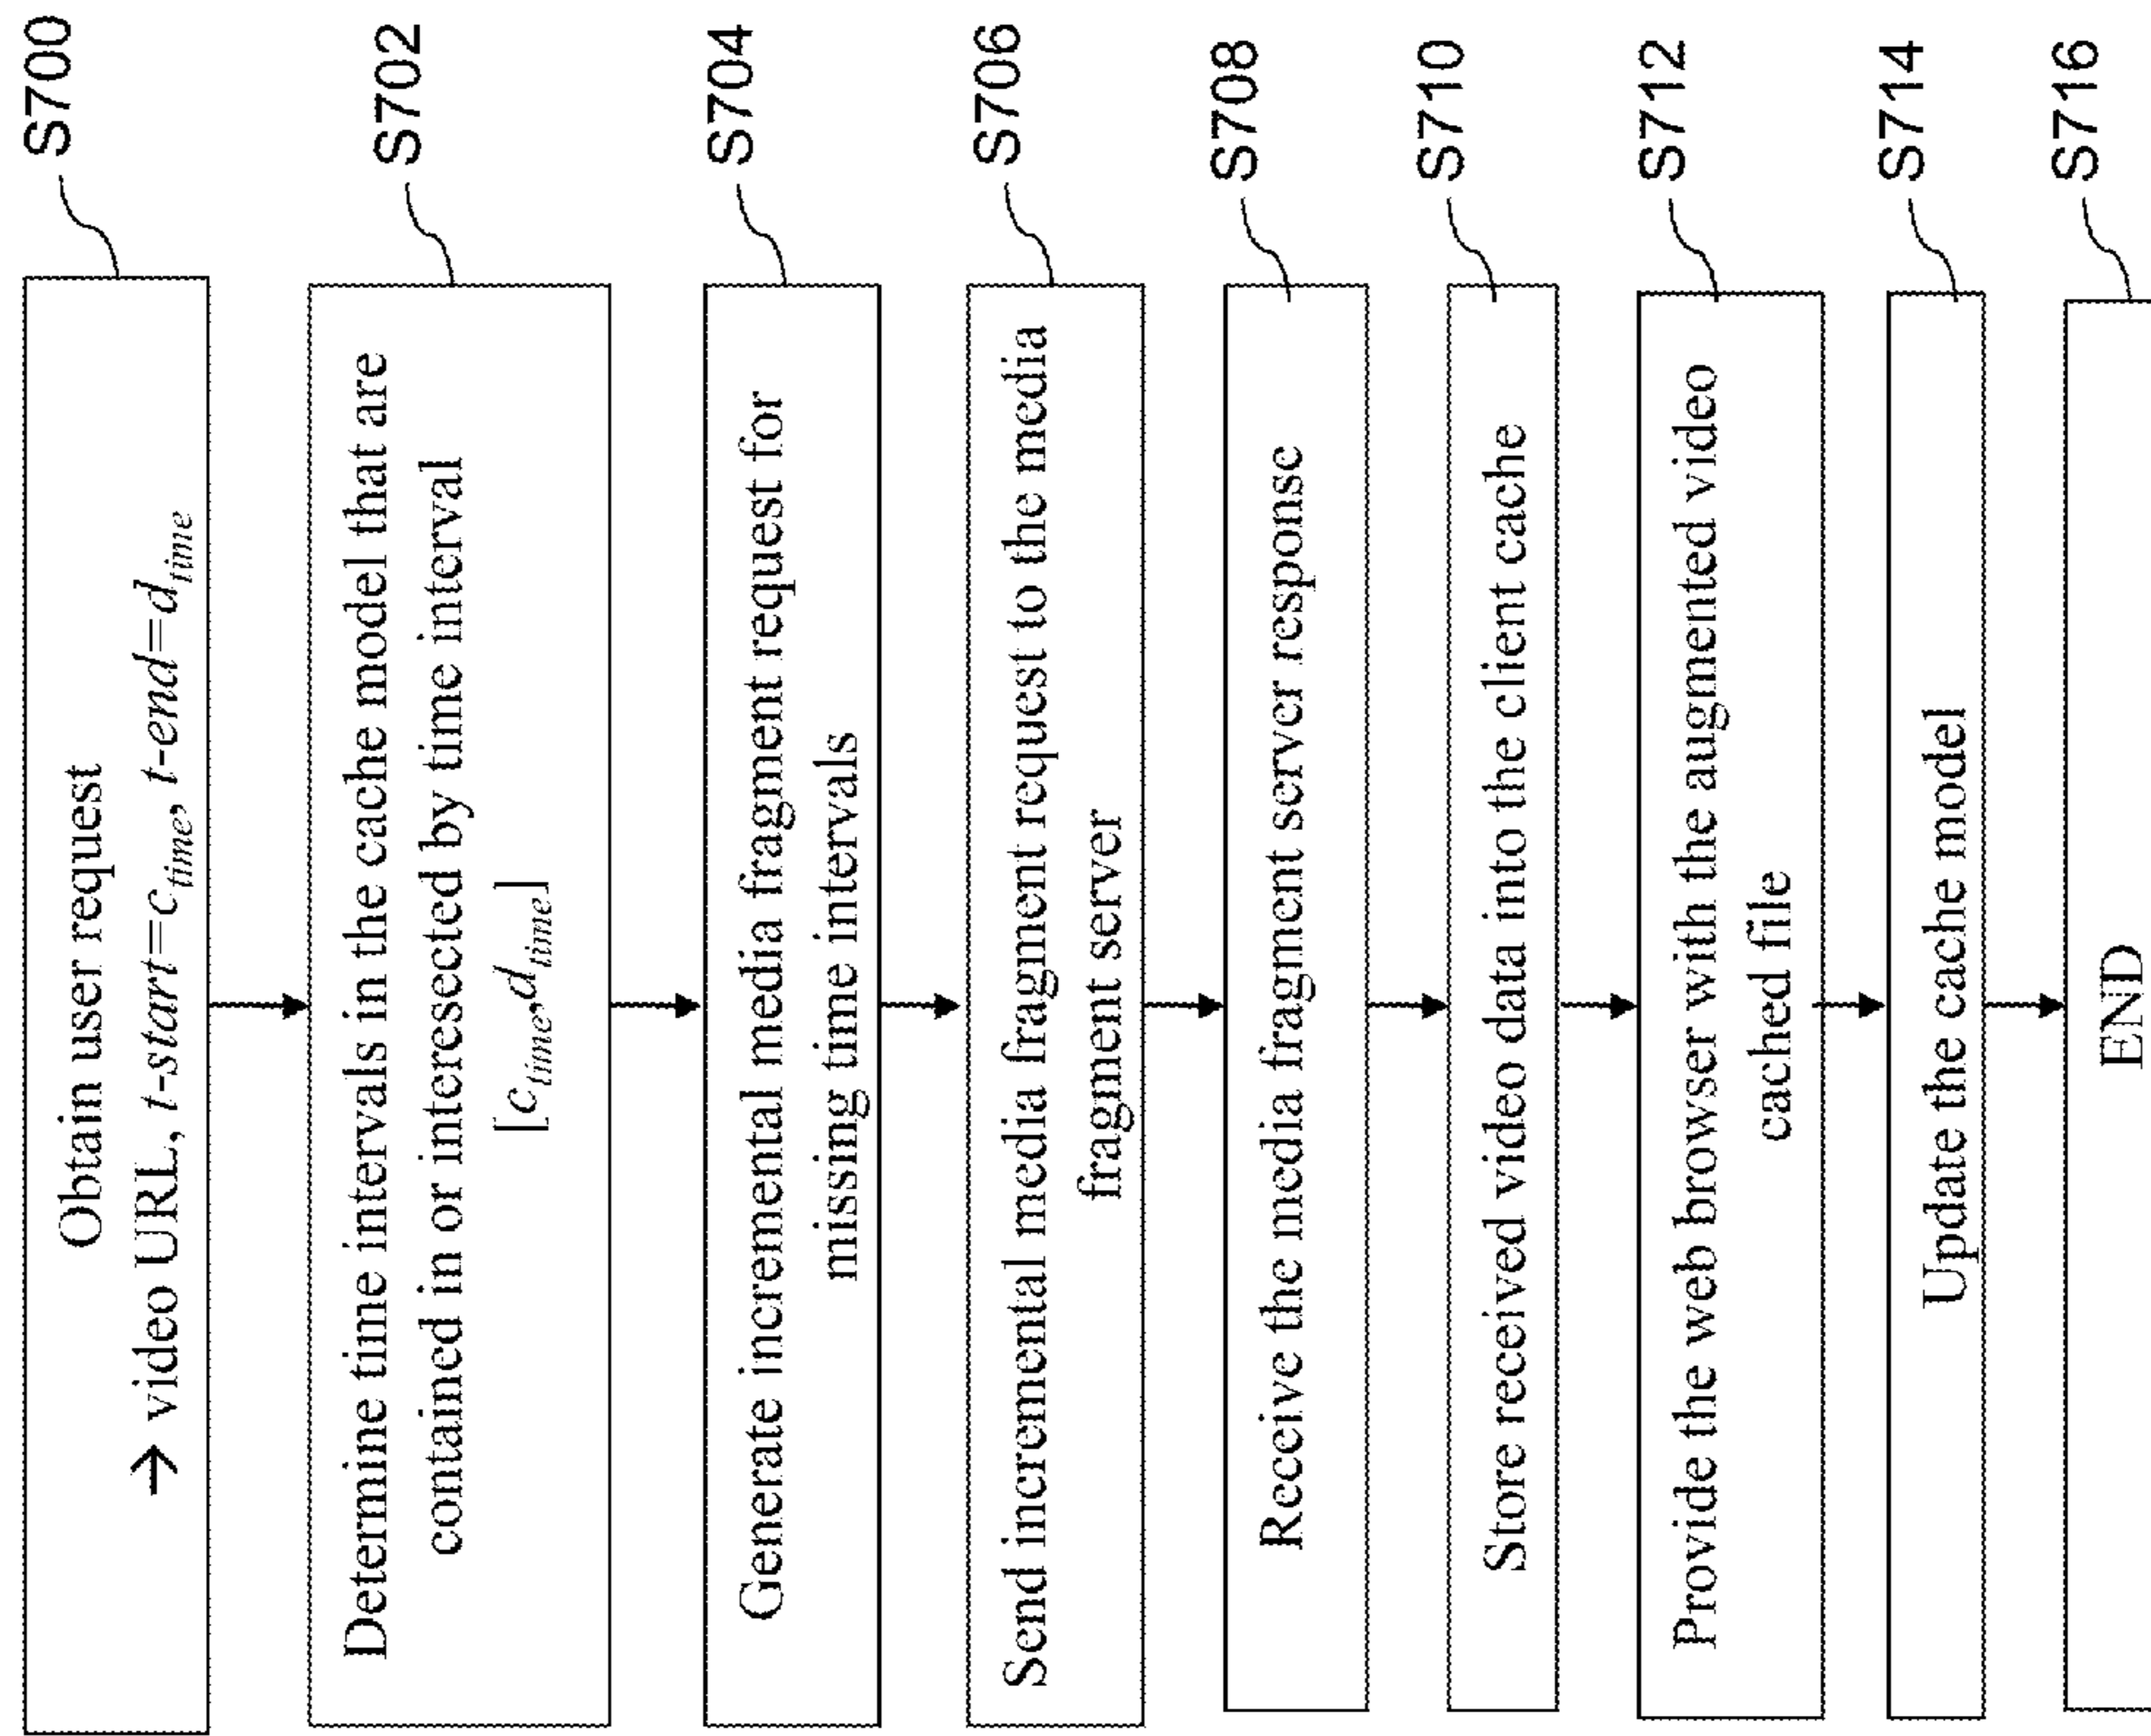 Obtain user request
→ video URL, t-start=c_time, t-end=d_time
S700
Determine time intervals in the cache model that are
contained in or interesected by time interval
[c_time,d_time]
S702
Generate incremental media fragment request for
missing time intervals
S704
Send incremental media fragment request to the media
fragment server
S706
Receive the media fragment server response
S708
Store received video data into the client cache
S710
Provide the web browser with the augmented video
cached file
S712
Update the cache model
S714
END
S716